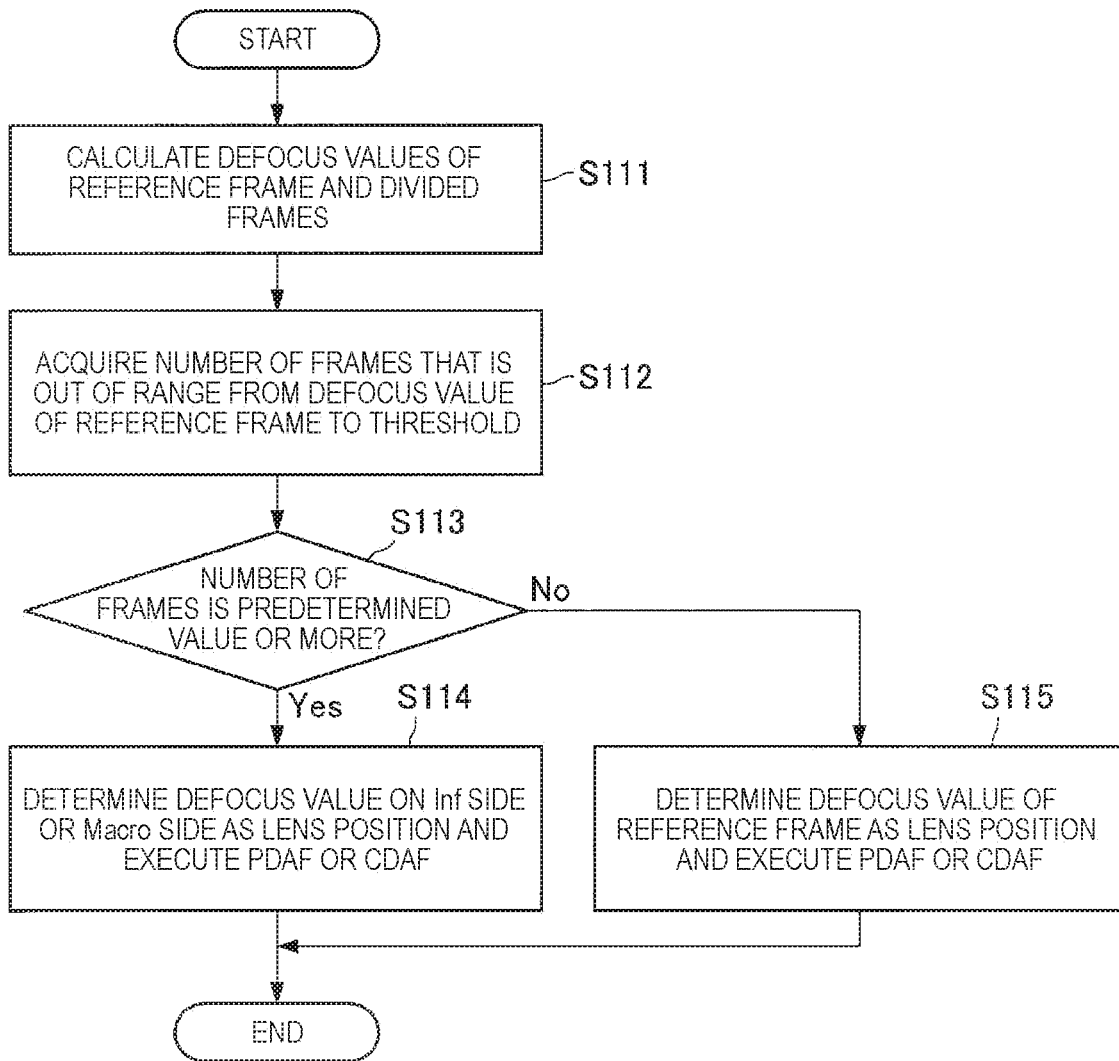 START
CALCULATE DEFOCUS VALUES OF
REFERENCE FRAME AND DIVIDED
FRAMES
S111
ACQUIRE NUMBER OF FRAMES THAT IS
OUT OF RANGE FROM DEFOCUS VALUE
OF REFERENCE FRAME TO THRESHOLD
S112
S113
NUMBER OF
FRAMES IS PREDETERMINED
VALUE OR MORE?
No
Yes
S114
DETERMINE DEFOCUS VALUE ON Inf SIDE
OR Macro SIDE AS LENS POSITION AND
EXECUTE PDAF OR CDAF
S115
DETERMINE DEFOCUS VALUE OF
REFERENCE FRAME AS LENS POSITION
AND EXECUTE PDAF OR CDAF
END